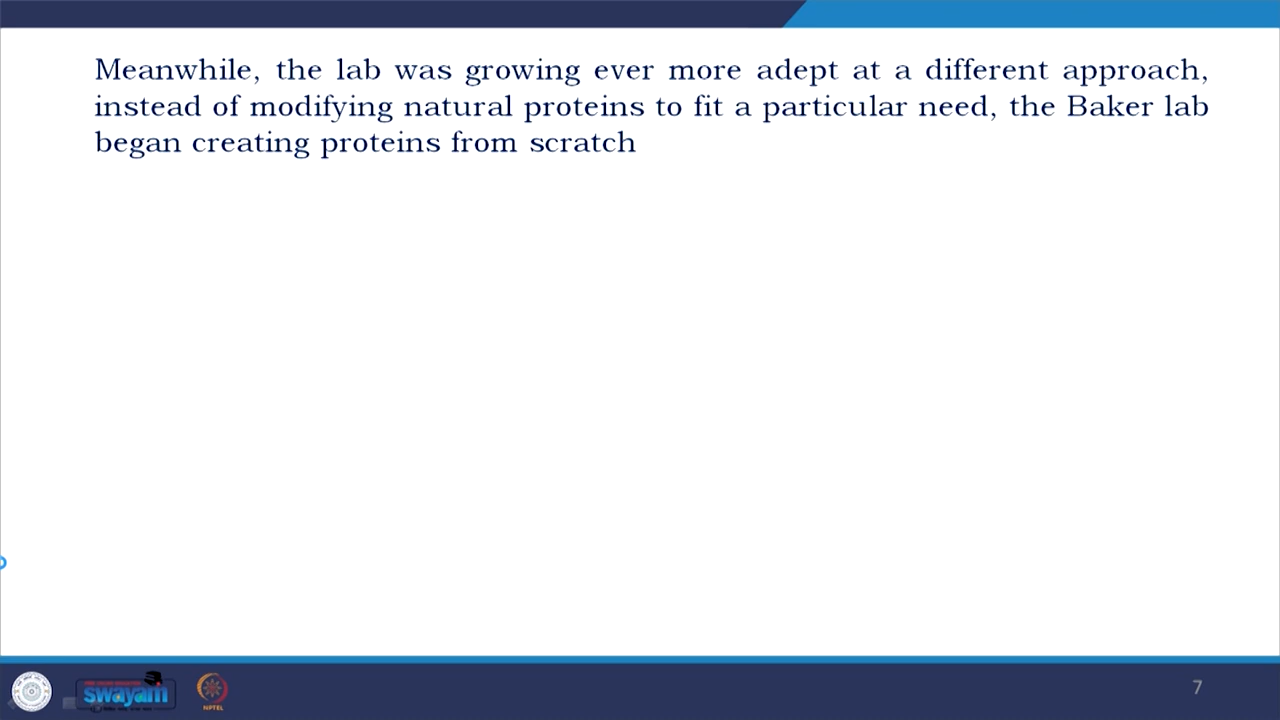 Meanwhile, the lab was growing ever more adept at a different approach,
instead of modifying natural proteins to fit a particular need, the Baker lab
began creating proteins from scratch
swayam
NPTEL
7